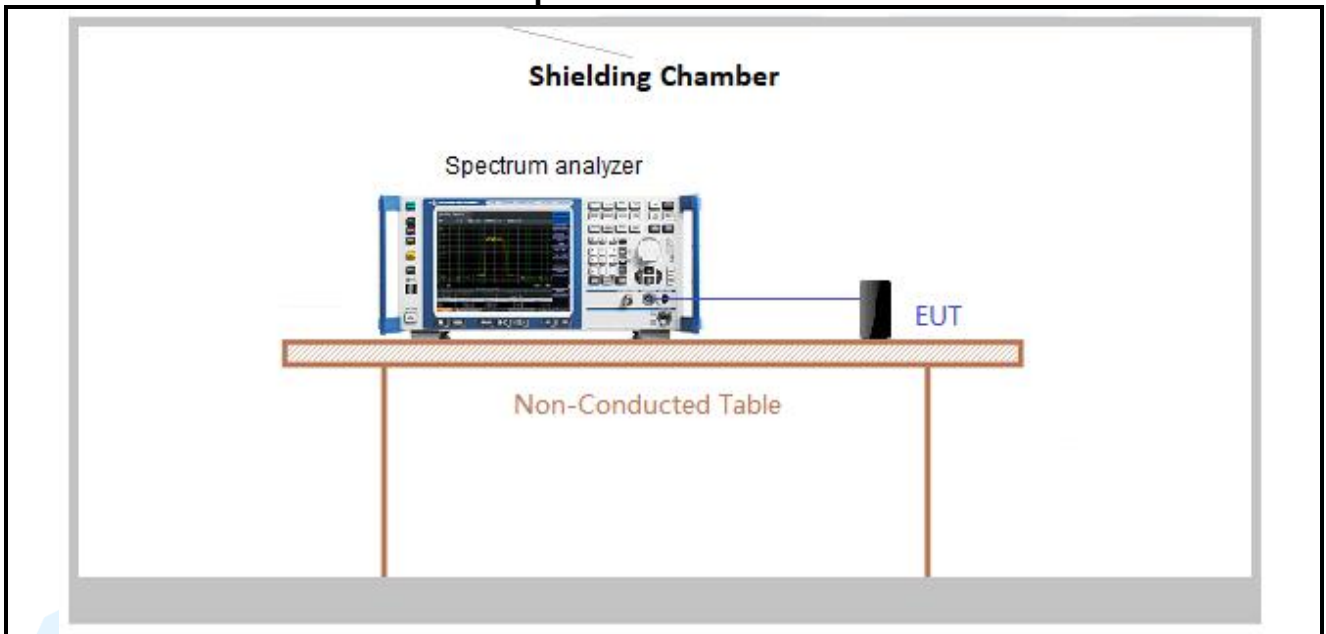 Shielding Chamber
Spectrum analyzer
EUT
Non-Conducted Table